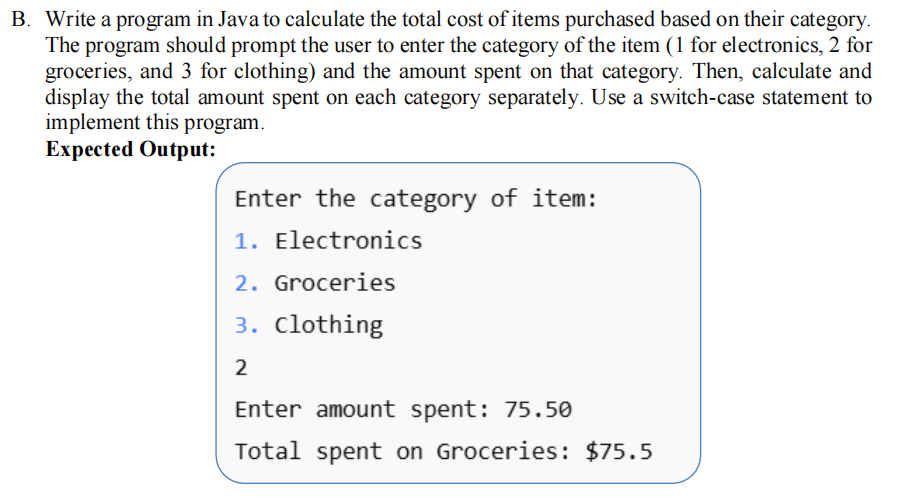 B. Write a program in Java to calculate the total cost of items purchased based on their category.
The program should prompt the user to enter the category of the item (1 for electronics, 2 for
groceries, and 3 for clothing) and the amount spent on that category. Then, calculate and
display the total amount spent on each category separately. Use a switch-case statement to
implement this program.
Expected Output:
Enter the category of item:
1. Electronics
2. Groceries
3. Clothing
2
Enter amount spent: 75.50
Total spent on Groceries: $75.5